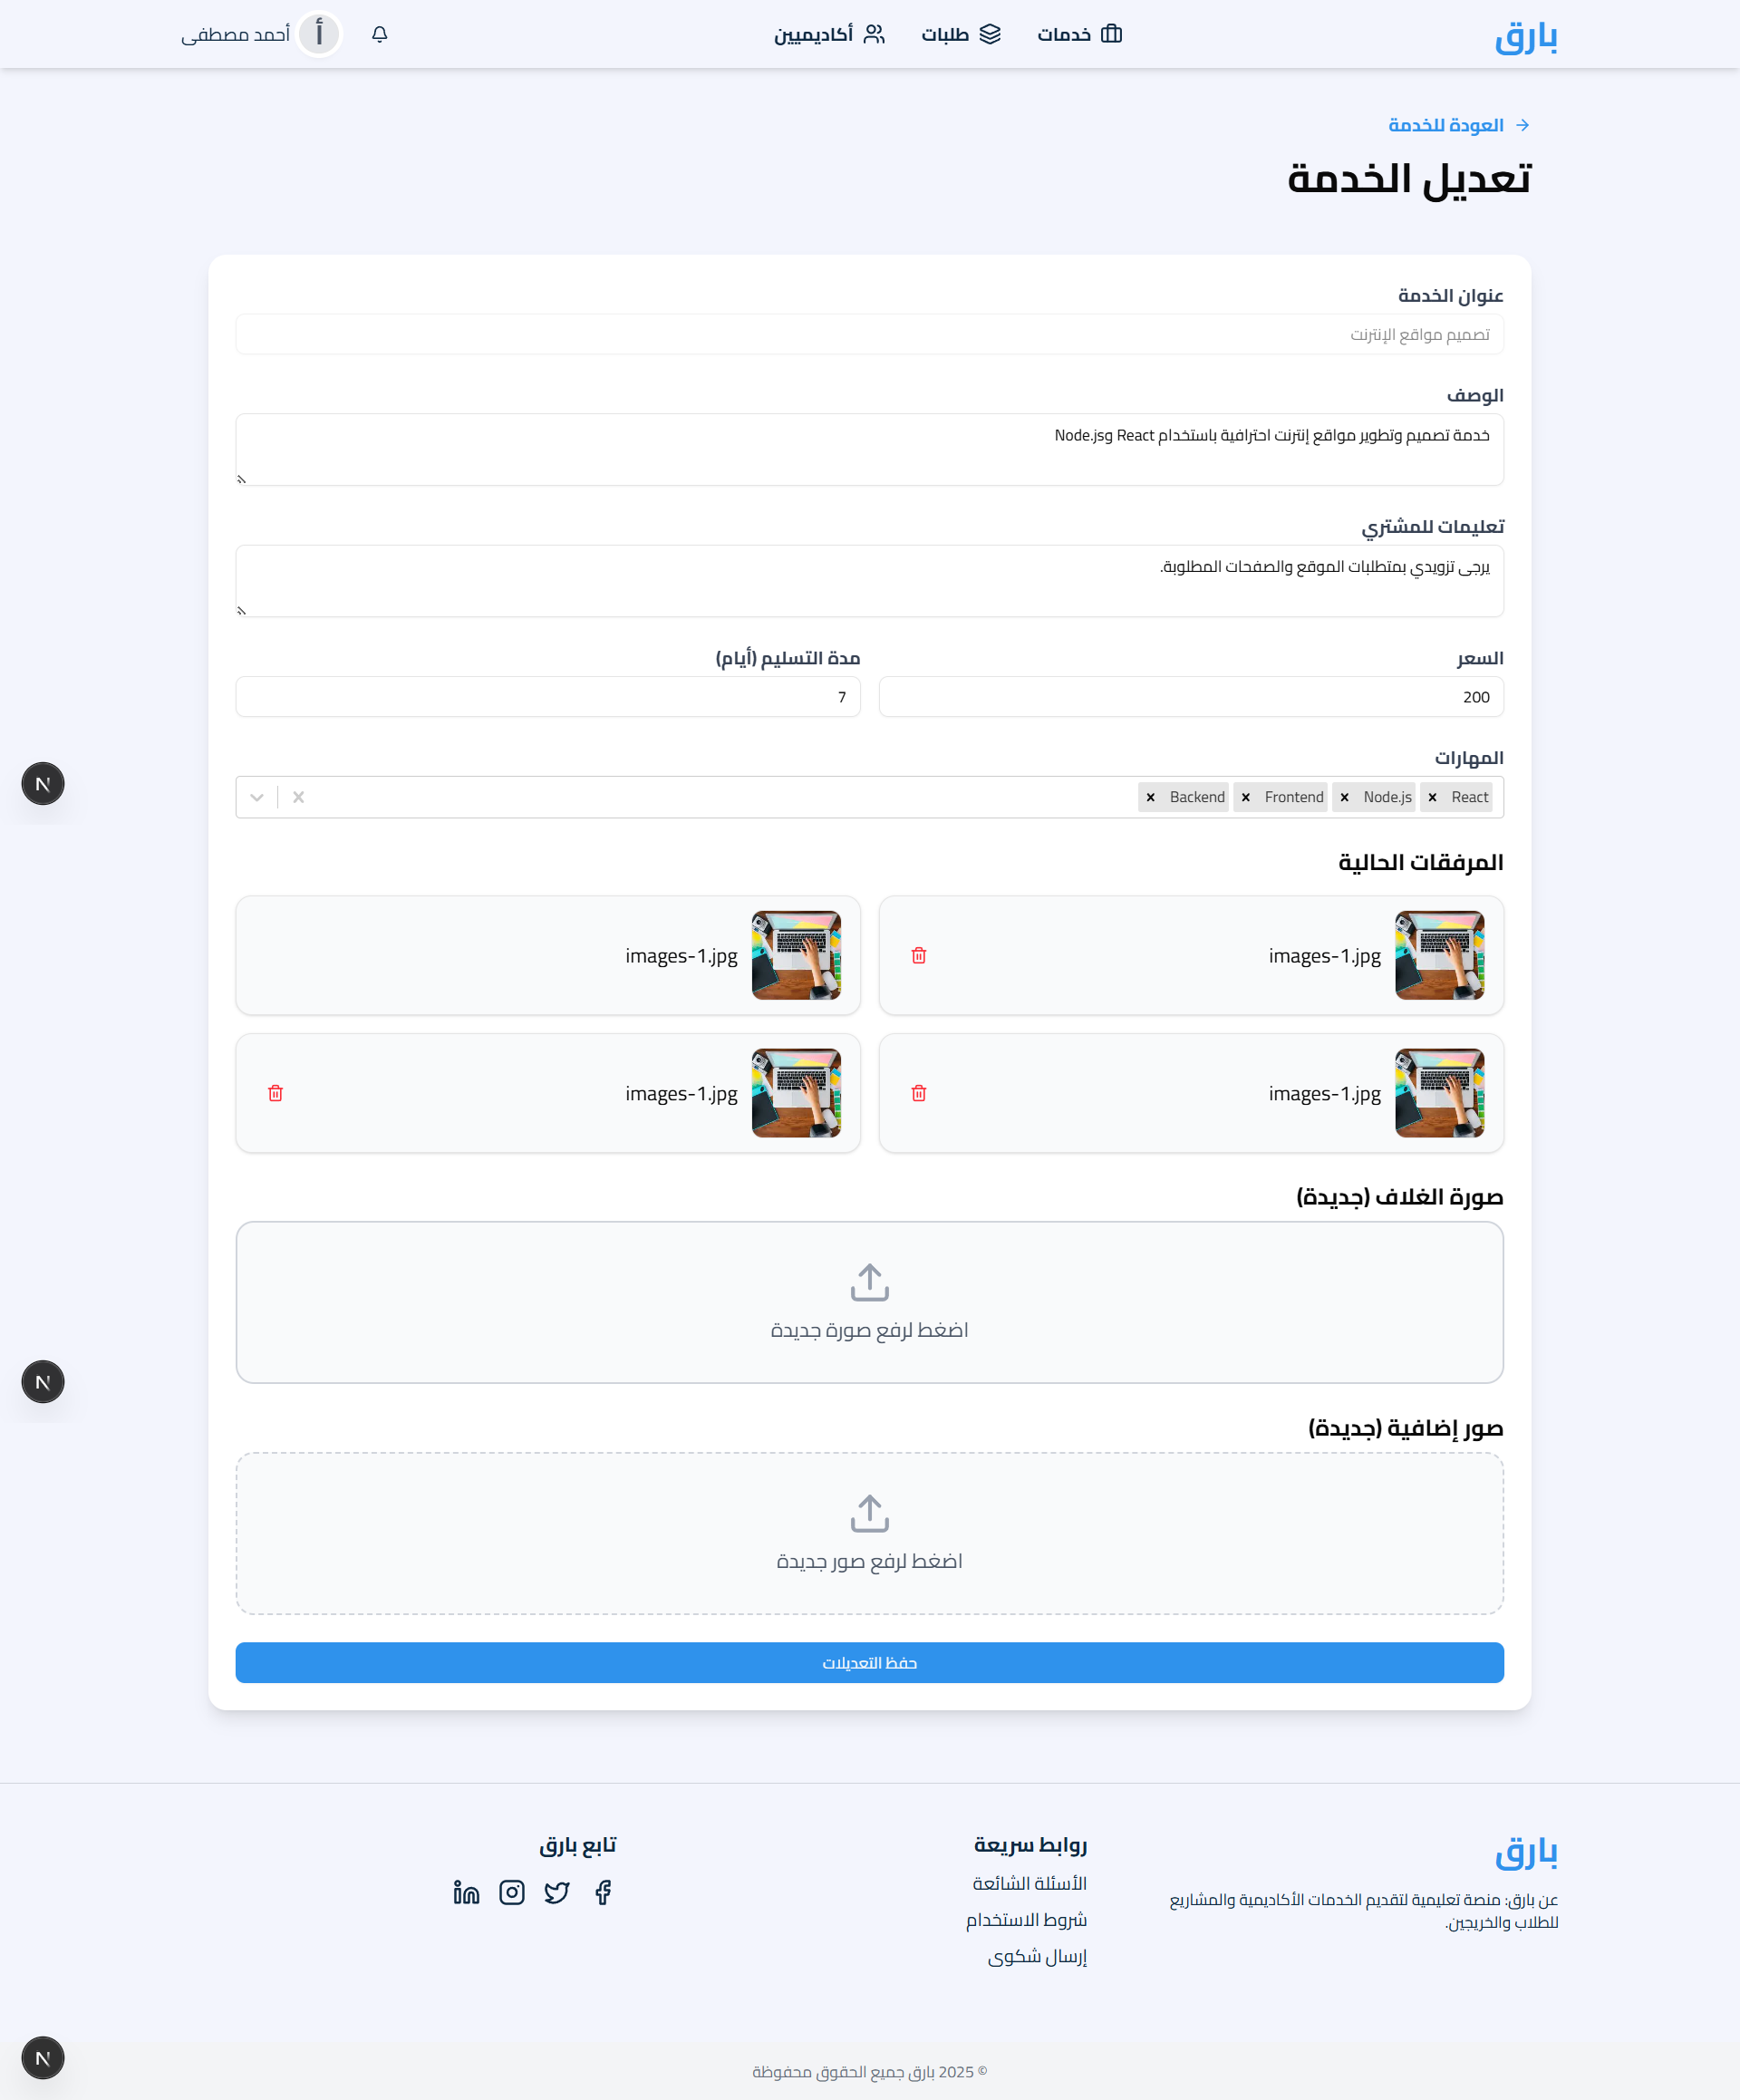 بارق
خدمات
طلبات
أكاديميين
أ
أحمد مصطفى
العودة للخدمة
تعديل الخدمة
عنوان الخدمة
تصميم مواقع الإنترنت
الوصف
خدمة تصميم وتطوير مواقع إنترنت احترافية باستخدام React وNode.js
تعليمات للمشتري
يرجى تزويدي بمتطلبات الموقع والصفحات المطلوبة.
السعر
200
مدة التسليم (أيام)
7
المهارات
React
Node.js
Frontend
Backend
المرفقات الحالية
images-1.jpg
images-1.jpg
images-1.jpg
images-1.jpg
صورة الغلاف (جديدة)
اضغط لرفع صورة جديدة
صور إضافية (جديدة)
اضغط لرفع صور جديدة
حفظ التعديلات
بارق
عن بارق: منصة تعليمية لتقديم الخدمات الأكاديمية والمشاريع
للطلاب والخريجين.
روابط سريعة
الأسئلة الشائعة
شروط الاستخدام
إرسال شكوى
تابع بارق
© 2025 بارق جميع الحقوق محفوظة
N
N
N